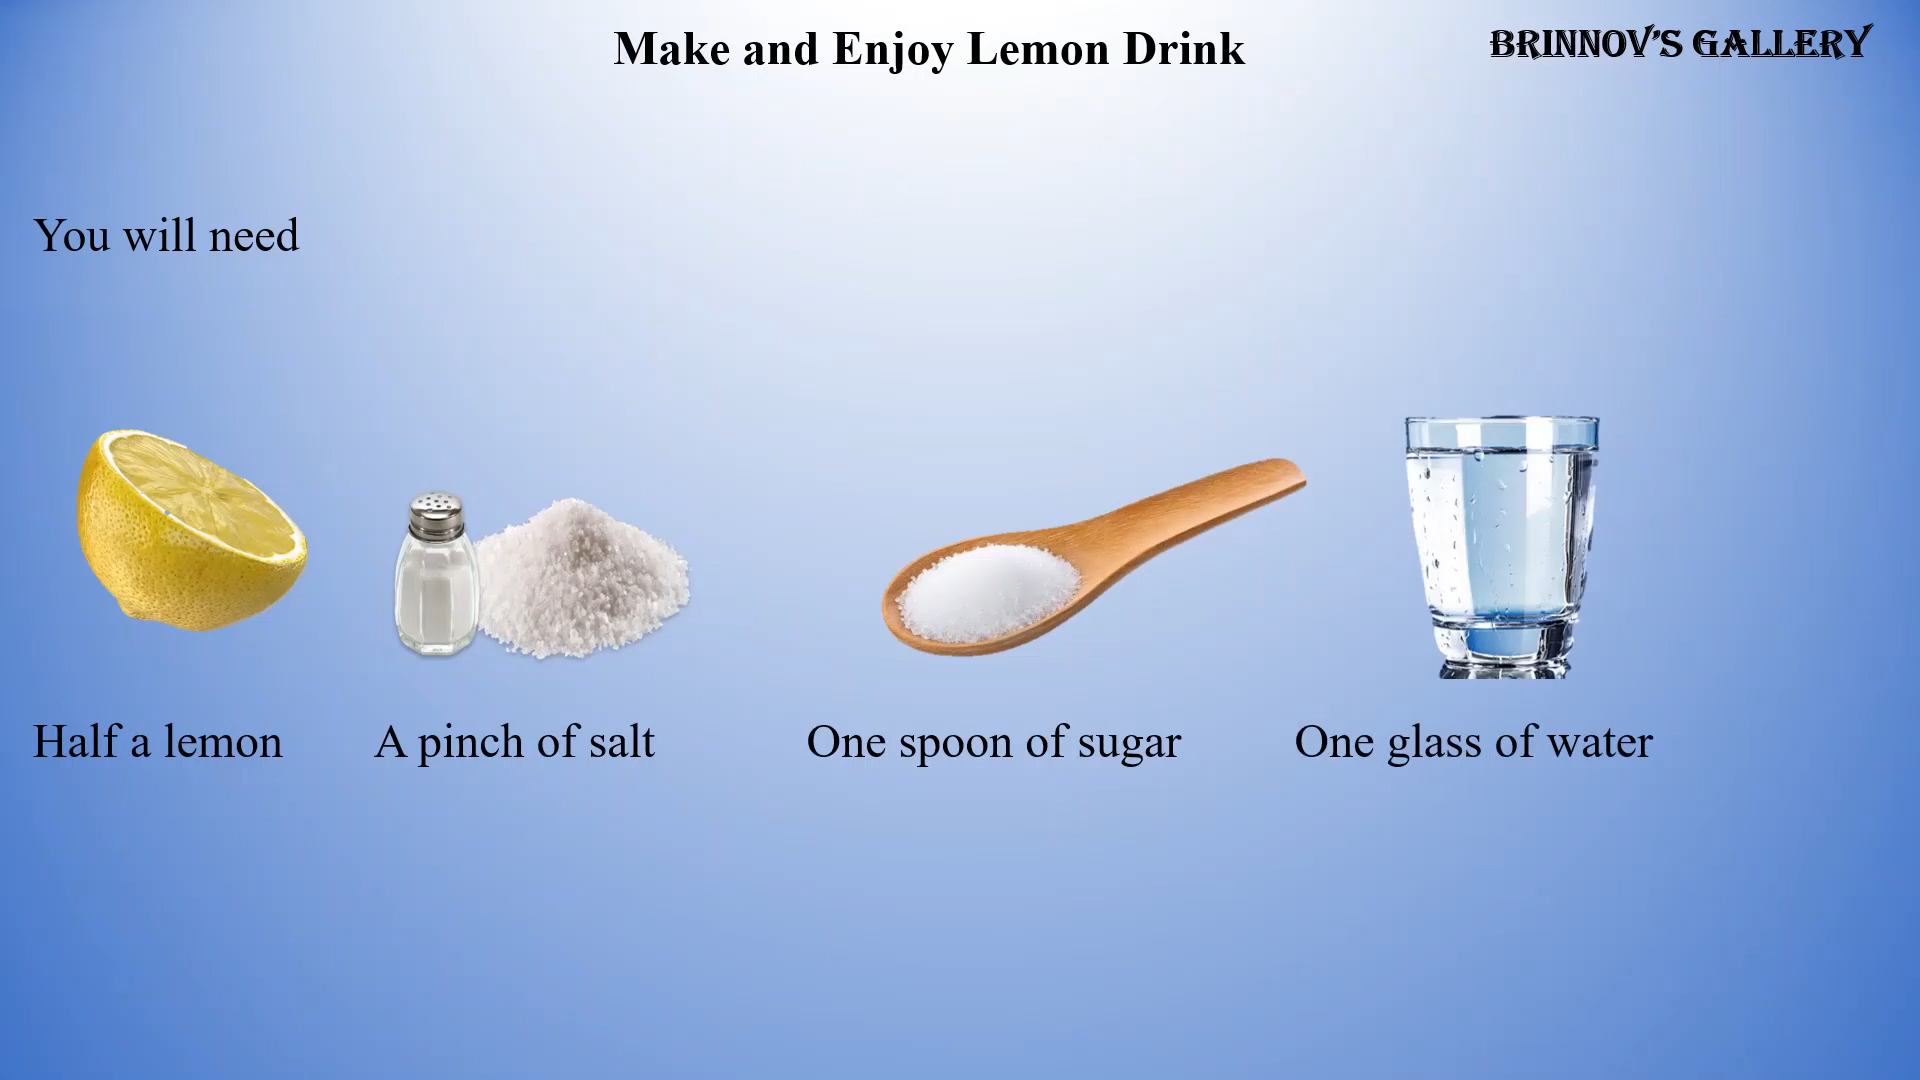 Make and Enjoy Lemon Drink
BRINNOV'S GALLERY
You will need
Half a lemon
A pinch of salt
One spoon of sugar
One glass of water